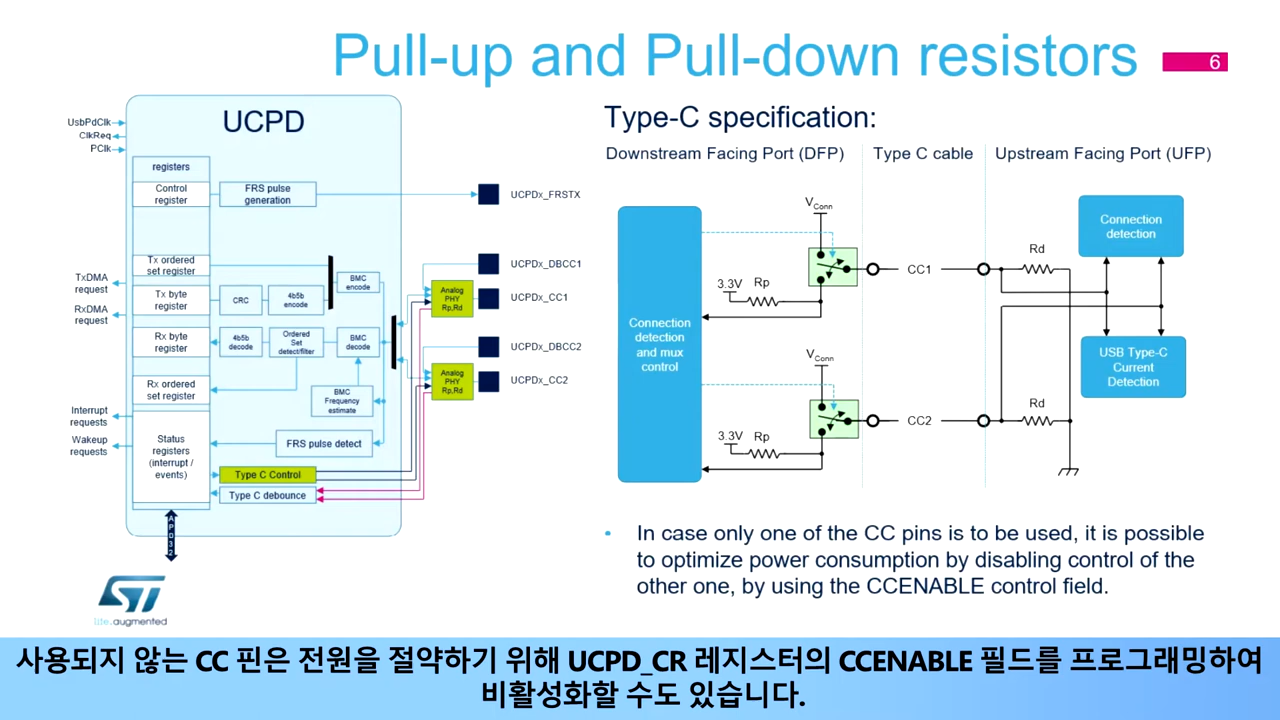 Pull-up and Pull-down resistors
6
UCPD
UsbPdClk
ClkReq
PClk
registers
Control
register
FRS pulse
generation
UCPDx_FRSTX
Tx ordered
set register
TxDMA
request
Tx byte
register
CRC
4b5b
encode
BMC
encode
RxDMA
request
Rx byte
register
4b5b
decode
Ordered
Set
detect/filter
BMC
decode
Rx ordered
set register
BMC
Frequency
estimate
Interrupt
requests
Wakeup
requests
Status
registers
(interrupt /
events)
FRS pulse detect
Type C Control
Type C debounce
UCPDx_DBCC1
Analog
PHY
Rp,Rd
UCPDx_CC1
UCPDx_DBCC2
Analog
PHY
Rp,Rd
UCPDx_CC2
ST
life.augmented
Type-C specification:
Downstream Facing Port (DFP)
Type C cable
Upstream Facing Port (UFP)
Connection
detection
and mux
control
VConn
3.3V
Rp
CC1
Rd
Connection
detection
USB Type-C
Current
Detection
VConn
3.3V
Rp
CC2
Rd
• In case only one of the CC pins is to be used, it is possible
to optimize power consumption by disabling control of the
other one, by using the CCENABLE control field.
사용되지 않는 CC 핀은 전원을 절약하기 위해 UCPD_CR 레지스터의 CCENABLE 필드를 프로그래밍하여
비활성화할 수도 있습니다.